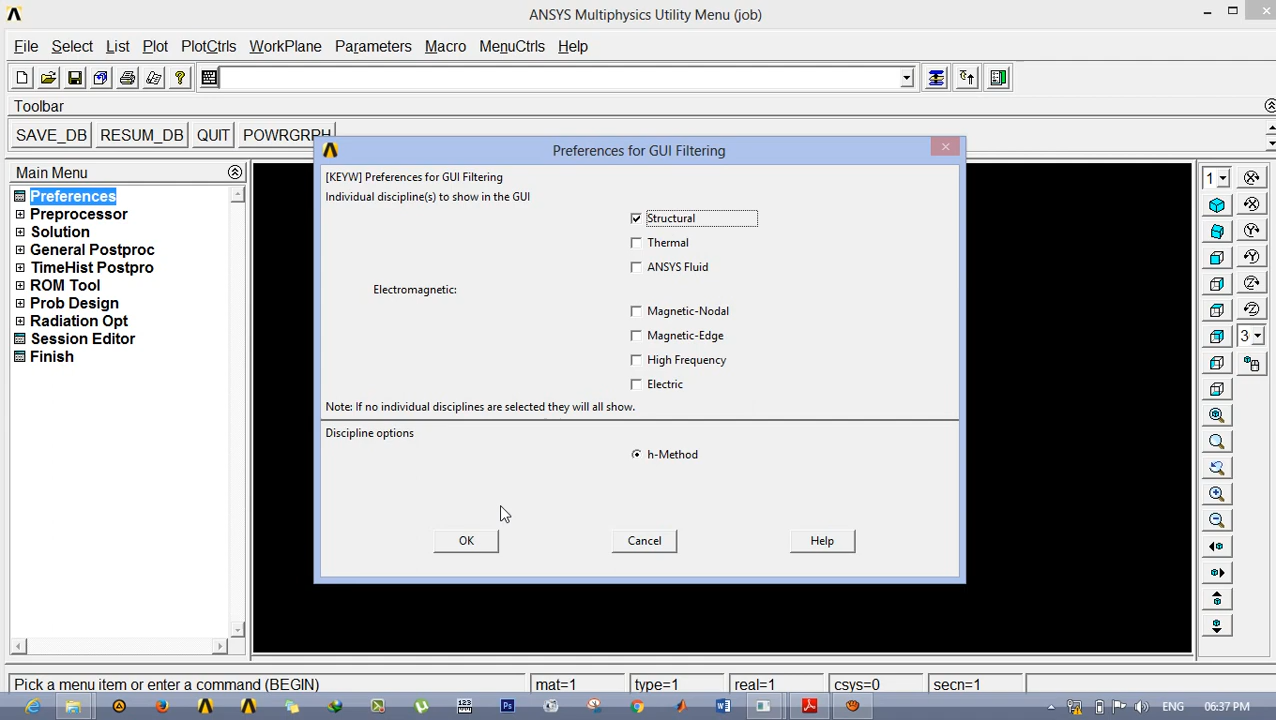 ANSYS Multiphysics Utility Menu (job)
File Select List Plot PlotCtrls WorkPlane Parameters Macro MenuCtrls Help
Toolbar
SAVE_DB RESUM_DB QUIT POWRGRPH
Main Menu
Preferences
Preprocessor
Solution
General Postproc
TimeHist Postpro
ROM Tool
Prob Design
Radiation Opt
Session Editor
Finish
Preferences for GUI Filtering
[KEYW] Preferences for GUI Filtering
Individual discipline(s) to show in the GUI
Structural
Thermal
ANSYS Fluid
Electromagnetic:
Magnetic-Nodal
Magnetic-Edge
High Frequency
Electric
Note: If no individual disciplines are selected they will all show.
Discipline options
h-Method
OK Cancel Help
1
3
Pick a menu item or enter a command (BEGIN) mat=1 type=1 real=1 csys=0 secn=1
123
Ps
ENG 06:37 PM